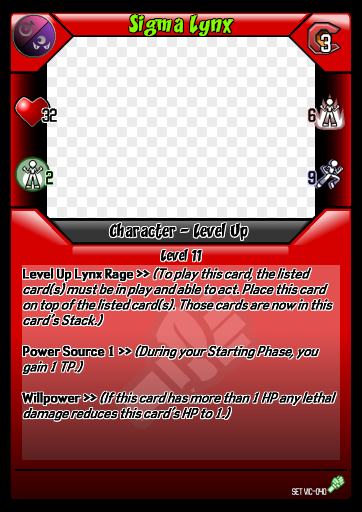 Sigma Lynx
3
32
6
2
9
Character - Level Up
Level 11
Level Up Lynx Rage >> (To play this card, the listed
card(s) must be in play and able to act. Place this card
on top of the listed card(s). Those cards are now in this
card's Stack.)
Power Source 1 >> (During your Starting Phase, you
gain 1 TP.)
Willpower >> (If this card has more than 1 HP any lethal
damage reduces this card's HP to 1.)
SET VIC-040